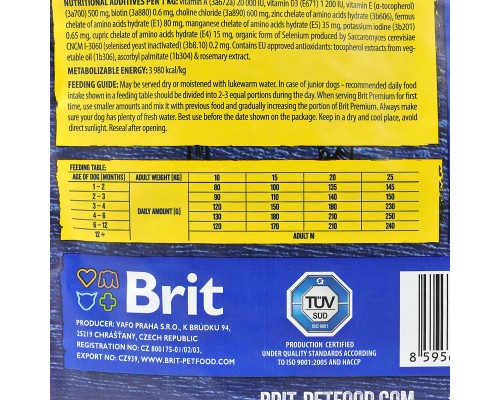 NUTRITIONAL ADDITIVES PER 1 KG: vitamin A (3a672a) 20 000 IU, vitamin D3 (E671) 1 200 IU, vitamin E (α-tocopherol)
(3a700) 500 mg, biotin (3a880) 0.6 mg, choline chloride (3a890) 600 mg, zinc chelate of amino acids hydrate (3b606), ferrous
chelate of amino acids hydrate (E1) 80 mg, manganese chelate of amino acids hydrate (E5) 35 mg, potassium iodide (3b201)
0.65 mg, cupric chelate of amino acids hydrate (E4) 15 mg, organic form of Selenium produced by Saccaromyces cerevisiae
CNCM I-3060 (selenised yeast inactivated) (3b8.10) 0.2 mg. Contains EU approved antioxidants: tocopherol extracts from veg-
etable oil (1b306), ascorbyl palmitate (1b304) & rosemary extract.
METABOLIZABLE ENERGY: 3 980 kcal/kg
FEEDING GUIDE: May be served dry or moistened with lukewarm water. In case of junior dogs – recommended daily food
intake shown in a feeding table should be divided into 2-3 equal portions during the day. When serving Brit Premium for first
time, use smaller amounts and mix it with previous food and gradually increasing the portion of Brit Premium. Always make
sure your dog has plenty of fresh water. Best use before the date shown on the package. Keep in a dry and cool place, avoid
direct sunlight. Reseal after opening.
FEEDING TABLE:
AGE OF DOG [MONTHS] ADULT WEIGHT [KG] 10 15 20 25
1 - 2 80 100 135 145
2 - 3 90 110 140 150
3 - 4 DAILY AMOUNT [G] 120 150 180 230
4 - 6 130 180 210 250
6 - 12 120 170 210 240
12+ ADULT M
Brit
TÜV
SUD
ISO 9001
PRODUCER: VAFO PRAHA S.R.O., K BRŮDKU 94,
25219 CHRÁŠŤANY, CZECH REPUBLIC
REGISTRATION NO: CZ 800175-01/02/03,
EXPORT NO: CZ939, WWW.BRIT-PETFOOD.COM
PRODUCTION CERTIFIED
UNDER QUALITY STANDARDS ACCORDING
TO ISO 9001:2005 AND HACCP
8 595
BRIT-PETFOOD.COM